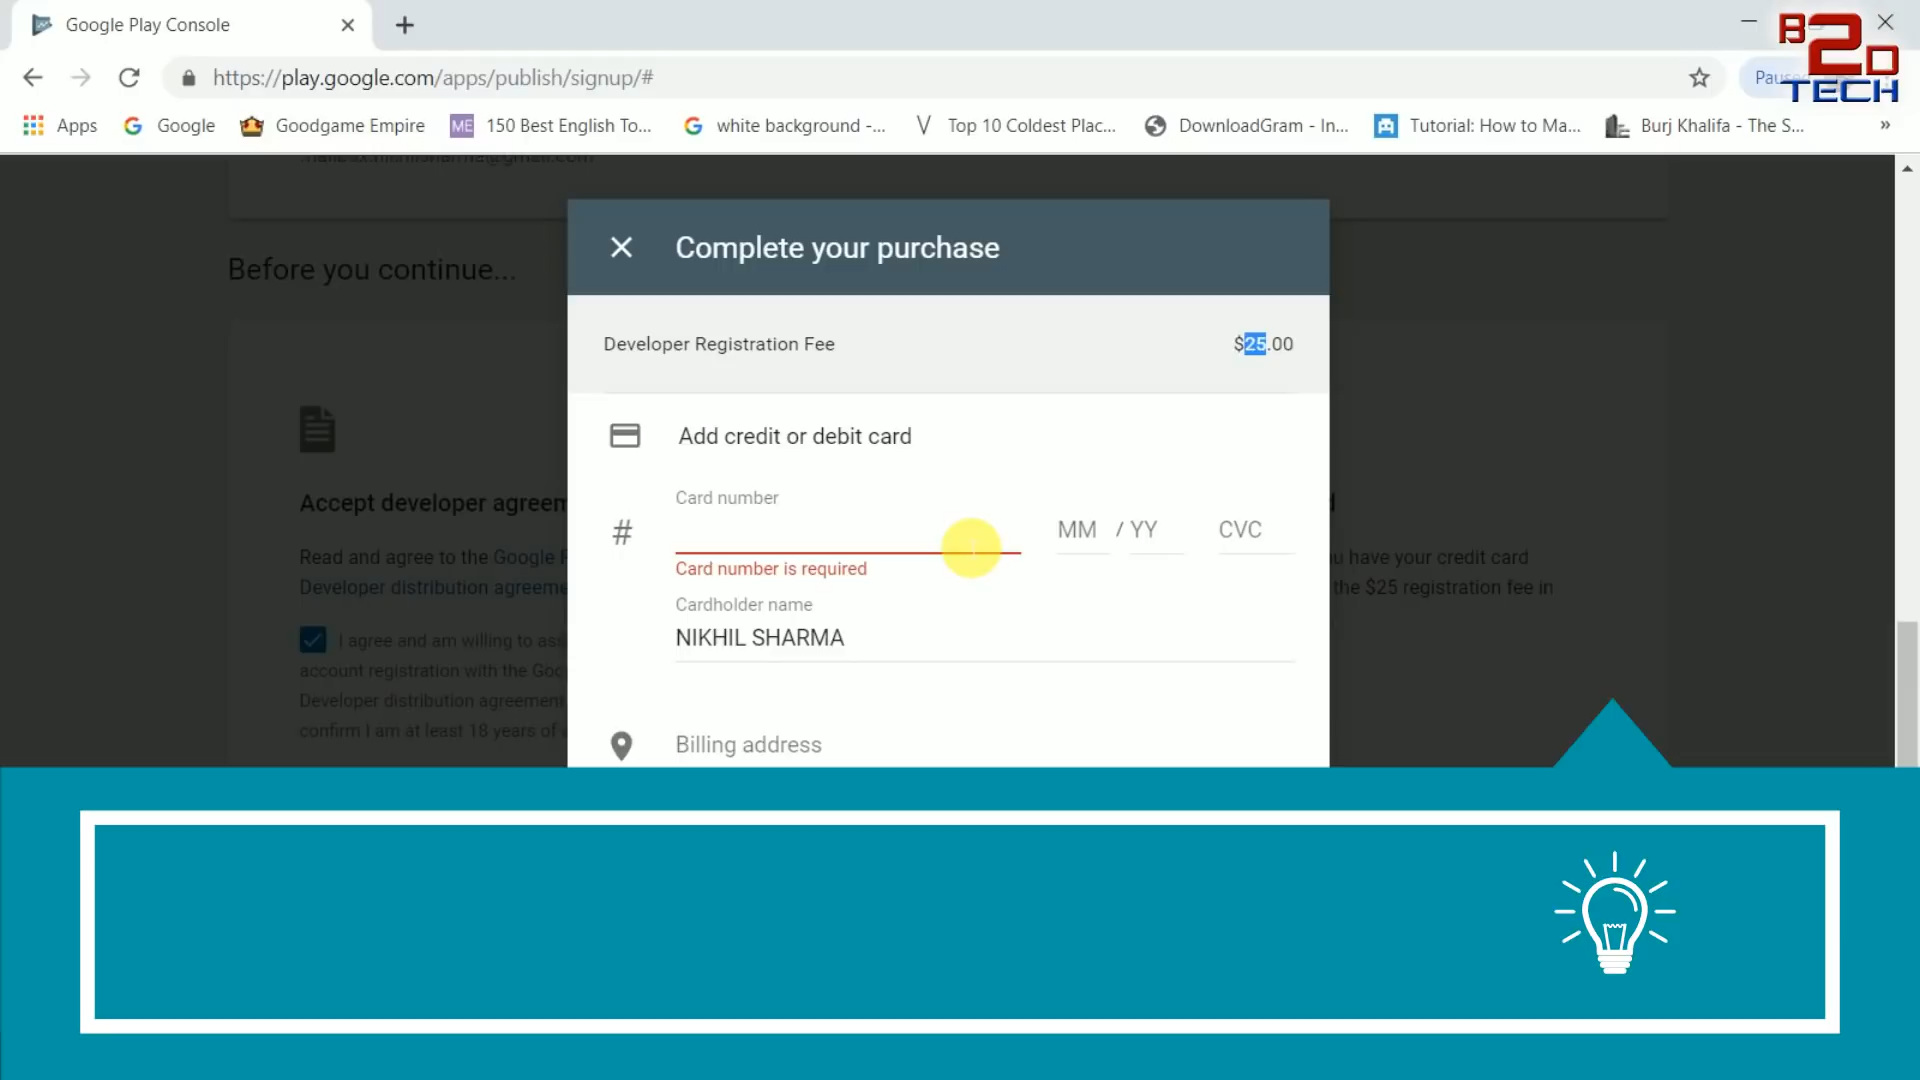 Google Play Console
B2D
TECH
https://play.google.com/apps/publish/signup/#
Apps
Google
Goodgame Empire
ME 150 Best English To...
white background -...
Top 10 Coldest Plac...
DownloadGram - In...
Tutorial: How to Ma...
Burj Khalifa - The S...
»
Before you continue...
Complete your purchase
Developer Registration Fee
$25.00
Add credit or debit card
Card number
#
MM / YY
CVC
Card number is required
Cardholder name
NIKHIL SHARMA
Billing address
Accept developer agreem
Read and agree to the Google P
Developer distribution agreeme
I agree and am willing to ass
account registration with the Goo
Developer distribution agreement
confirm I am at least 18 years of
u have your credit card
the $25 registration fee in